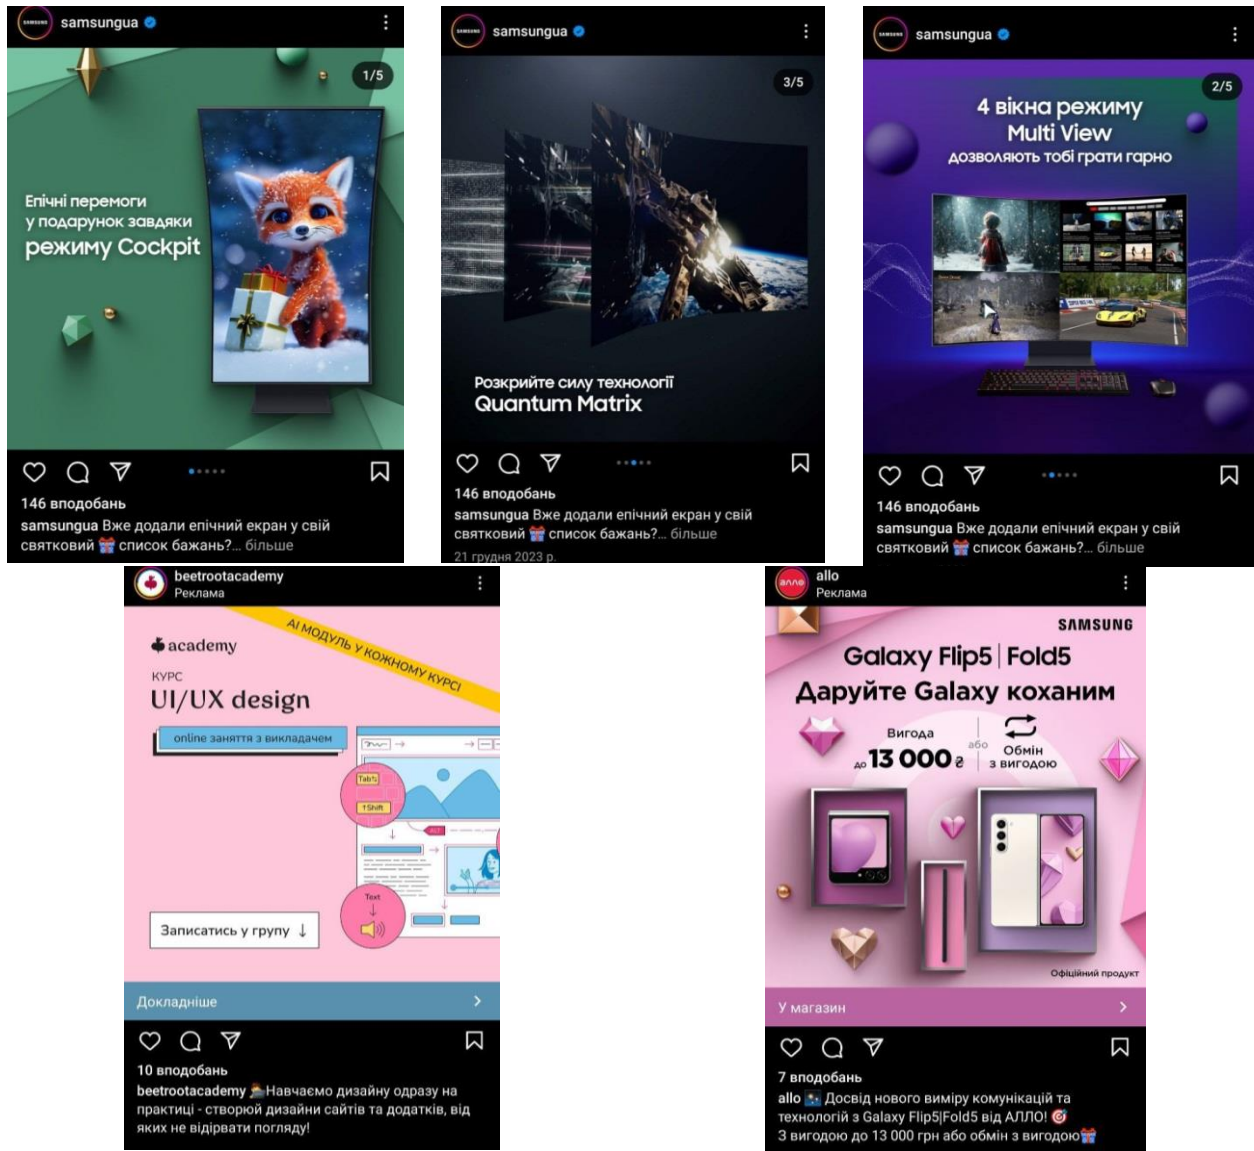 SAMSUNG
samsungua
1/5
Епічні перемоги
у подарунок завдяки
режиму Cockpit
146 вподобань
samsungua Вже додали епічний екран у свій
святковий 🎁 список бажань?... більше
SAMSUNG
samsungua
3/5
Розкрийте силу технології
Quantum Matrix
146 вподобань
samsungua Вже додали епічний екран у свій
святковий 🎁 список бажань?... більше
21 грудня 2023 р.
SAMSUNG
samsungua
2/5
4 вікна режиму
Multi View
дозволяють тобі грати гарно
146 вподобань
samsungua Вже додали епічний екран у свій
святковий 🎁 список бажань?... більше
beetrootacademy
Реклама
AI МОДУЛЬ У КОЖНОМУ КУРСІ
academy
КУРС
UI/UX design
online заняття з викладачем
Tab
↑Shift
ALT
Text
Записатись у групу ↓
Докладніше
10 вподобань
beetrootacademy Навчаємо дизайну одразу на
практиці - створюй дизайни сайтів та додатків, від
яких не відірвати погляду!
алло
allo
Реклама
SAMSUNG
Galaxy Flip5 | Fold5
Даруйте Galaxy коханим
Вигода
до 13 000 ₴
або
Обмін
з вигодою
Офіційний продукт
У магазин
7 вподобань
allo Досвід нового виміру комунікацій та
технологій з Galaxy Flip5|Fold5 від АЛЛО! 🎯
З вигодою до 13 000 грн або обмін з вигодою🎁